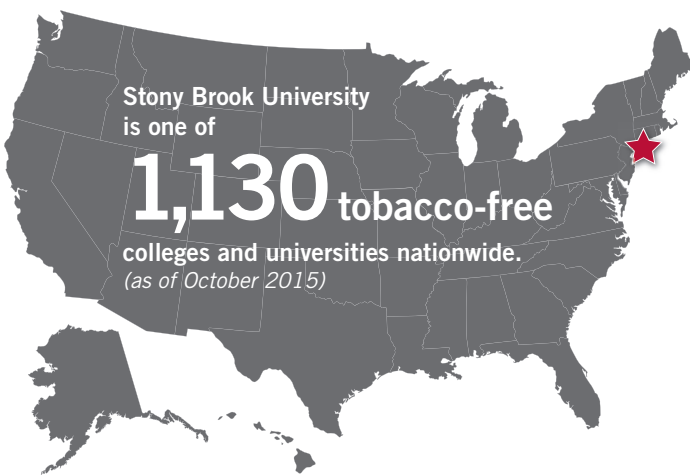 Stony Brook University
is one of
1,130 tobacco-free
colleges and universities nationwide.
(as of October 2015)